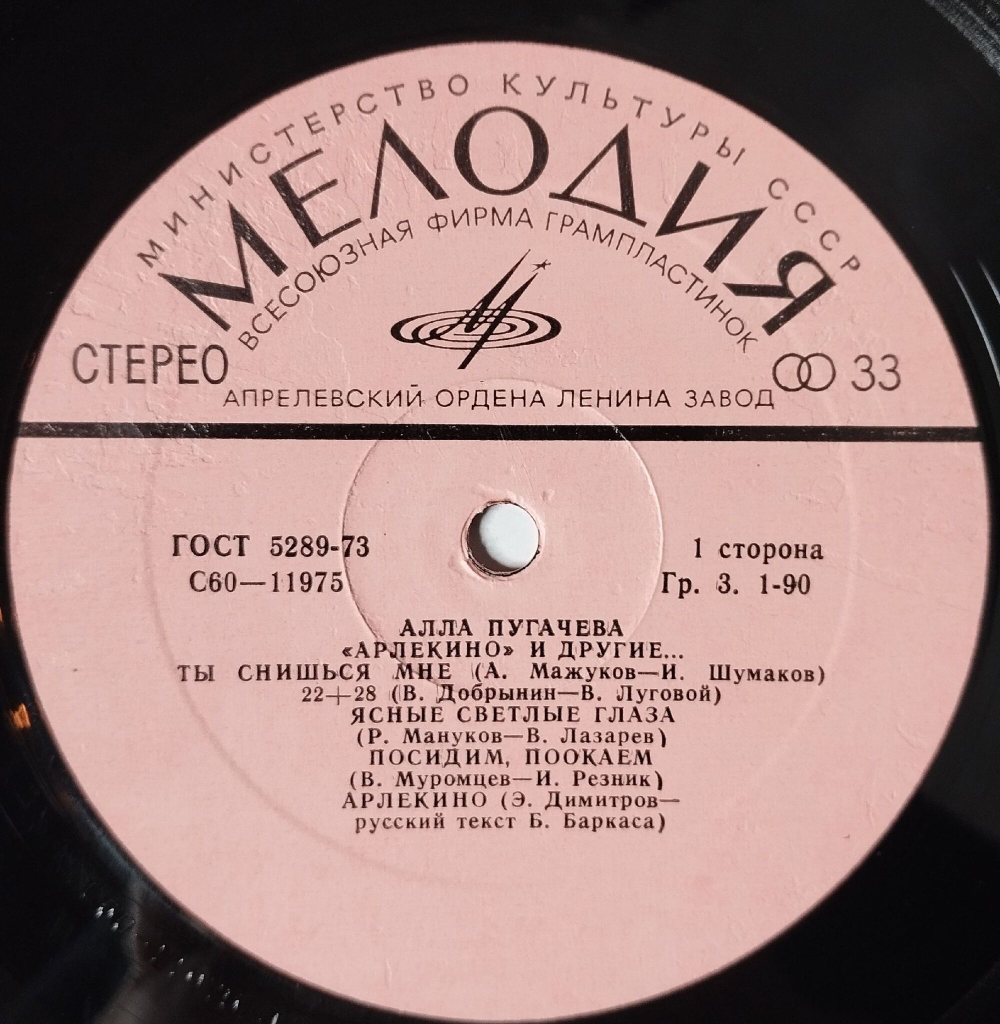 МИНИСТЕРСТВО КУЛЬТУРЫ СССР
МЕЛОДИЯ
ВСЕСОЮЗНАЯ ФИРМА ГРАМПЛАСТИНОК
СТЕРЕО
33
АПРЕЛЕВСКИЙ ОРДЕНА ЛЕНИНА ЗАВОД
ГОСТ 5289-73
1 сторона
С60—11975
Гр. 3. 1-90
АЛЛА ПУГАЧЕВА
«АРЛЕКИНО» И ДРУГИЕ...
ТЫ СНИШЬСЯ МНЕ (А. Мажуков—И. Шумаков)
22+28 (В. Добрынин—В. Луговой)
ЯСНЫЕ СВЕТЛЫЕ ГЛАЗА
(Р. Мануков—В. Лазарев)
ПОСИДИМ, ПООКАЕМ
(В. Муромцев—И. Резник)
АРЛЕКИНО (Э. Димитров—
русский текст Б. Баркаса)